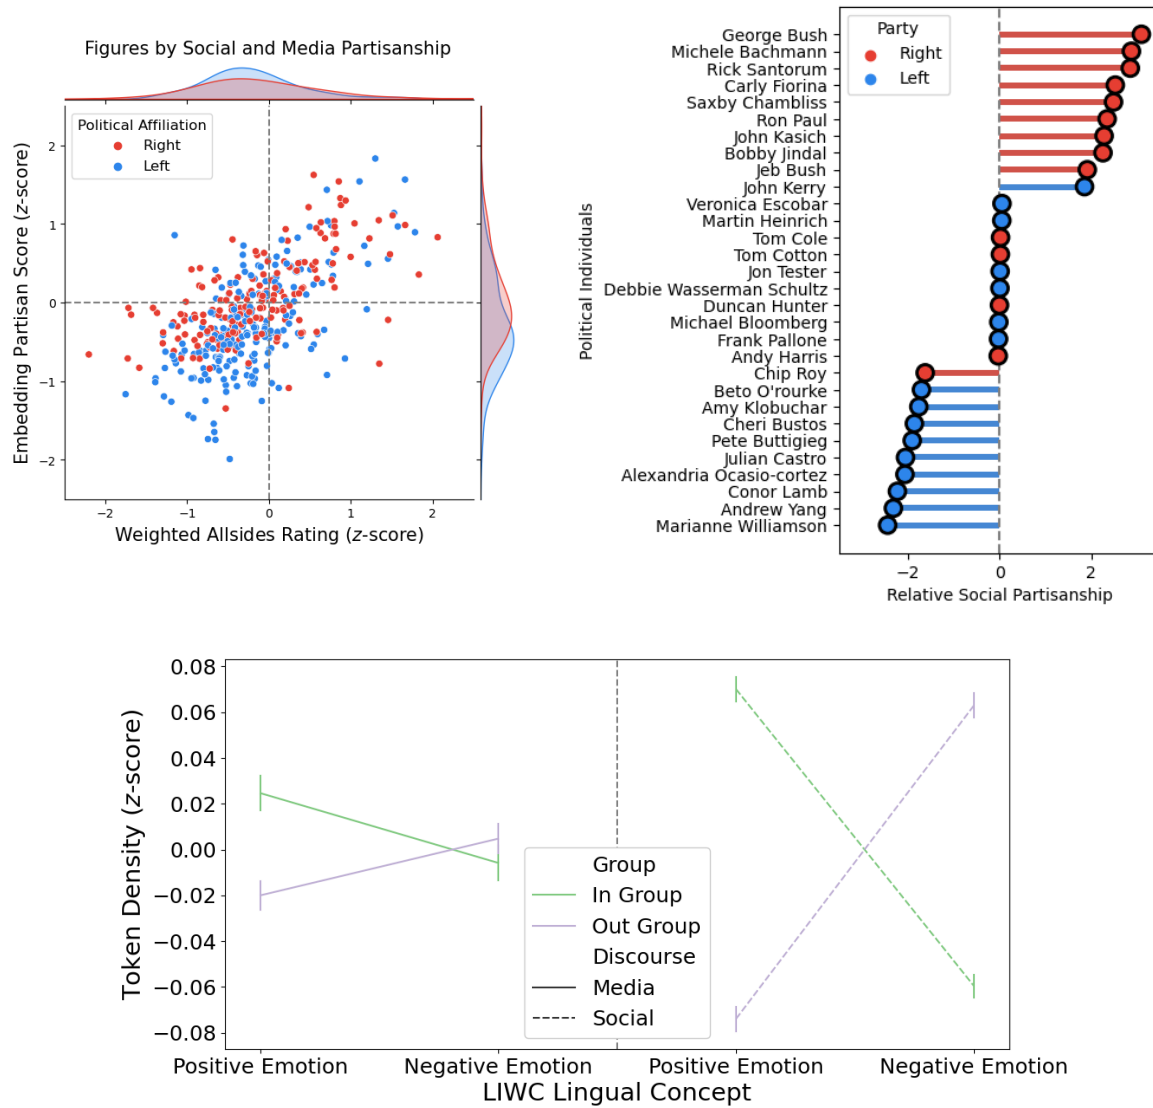 Figures by Social and Media Partisanship
Political Affiliation
Right
Left
2
1
0
−1
−2
Embedding Partisan Score (z-score)
−2
−1
0
1
2
Weighted Allsides Rating (z-score)
Party
Right
Left
Political Individuals
George Bush
Michele Bachmann
Rick Santorum
Carly Fiorina
Saxby Chambliss
Ron Paul
John Kasich
Bobby Jindal
Jeb Bush
John Kerry
Veronica Escobar
Martin Heinrich
Tom Cole
Tom Cotton
Jon Tester
Debbie Wasserman Schultz
Duncan Hunter
Michael Bloomberg
Frank Pallone
Andy Harris
Chip Roy
Beto O'rourke
Amy Klobuchar
Cheri Bustos
Pete Buttigieg
Julian Castro
Alexandria Ocasio-cortez
Conor Lamb
Andrew Yang
Marianne Williamson
−2
0
2
Relative Social Partisanship
0.08
0.06
0.04
0.02
0.00
−0.02
−0.04
−0.06
−0.08
Token Density (z-score)
Group
In Group
Out Group
Discourse
Media
Social
Positive Emotion
Negative Emotion
Positive Emotion
Negative Emotion
LIWC Lingual Concept